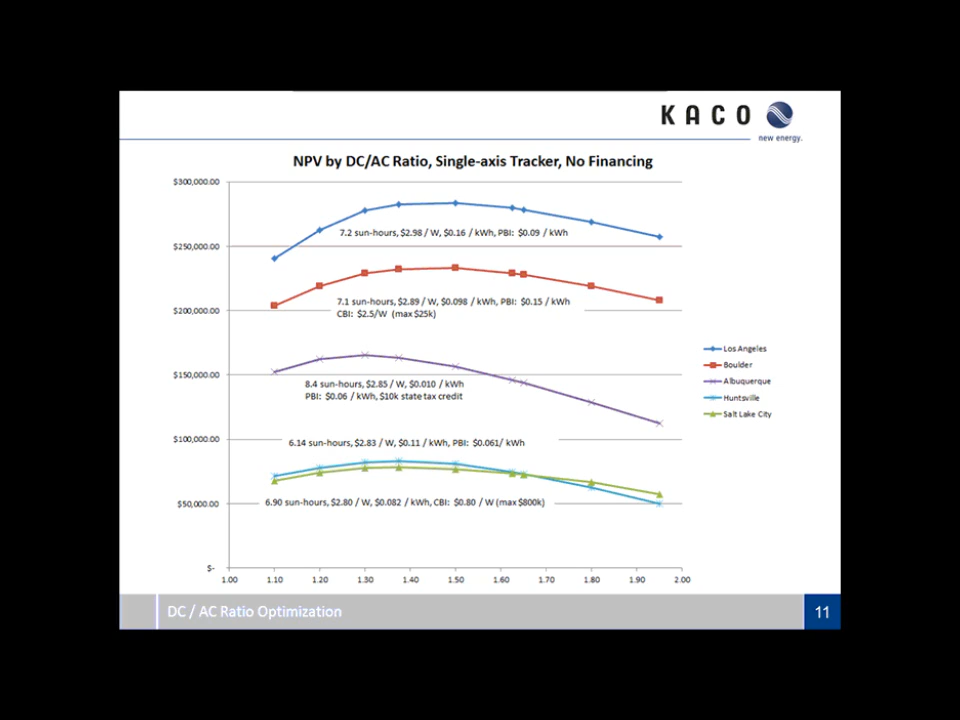 KACO
new energy.
NPV by DC/AC Ratio, Single-axis Tracker, No Financing
$300,000.00
7.2 sun-hours, $2.98 / W, $0.16 / kWh, PBI: $0.09 / kWh
$250,000.00
7.1 sun-hours, $2.89 / W, $0.098 / kWh, PBI: $0.15 / kWh
CBI: $2.5/W (max $25k)
$200,000.00
Los Angeles
Boulder
Albuquerque
Huntsville
Salt Lake City
$150,000.00
8.4 sun-hours, $2.85 / W, $0.010 / kWh
PBI: $0.06 / kWh, $10k state tax credit
$100,000.00
6.14 sun-hours, $2.83 / W, $0.11 / kWh, PBI: $0.061/ kWh
$50,000.00
6.90 sun-hours, $2.80 / W, $0.082 / kWh, CBI: $0.80 / W (max $800k)
$-
1.00 1.10 1.20 1.30 1.40 1.50 1.60 1.70 1.80 1.90 2.00
DC / AC Ratio Optimization
11